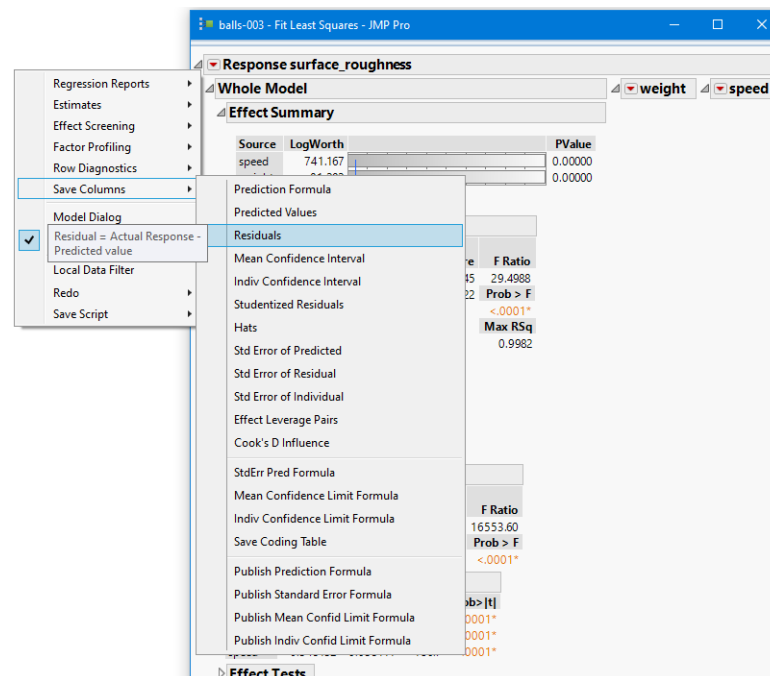 balls-003 - Fit Least Squares - JMP Pro
Response surface_roughness
Whole Model
weight
speed
Effect Summary
Source LogWorth PValue
speed 741.167 0.00000
0.00000
Regression Reports
Estimates
Effect Screening
Factor Profiling
Row Diagnostics
Save Columns
Model Dialog
Residual = Actual Response -
Predicted value
Local Data Filter
Redo
Save Script
Prediction Formula
Predicted Values
Residuals
Mean Confidence Interval
Indiv Confidence Interval
Studentized Residuals
Hats
Std Error of Predicted
Std Error of Residual
Std Error of Individual
Effect Leverage Pairs
Cook's D Influence
StdErr Pred Formula
Mean Confidence Limit Formula
Indiv Confidence Limit Formula
Save Coding Table
Publish Prediction Formula
Publish Standard Error Formula
Publish Mean Confid Limit Formula
Publish Indiv Confid Limit Formula
re F Ratio
45 29.4988
22 Prob > F
<.0001*
Max RSq
0.9982
F Ratio
16553.60
Prob > F
<.0001*
ob>|t|
0001*
0001*
0001*
Effect Tests